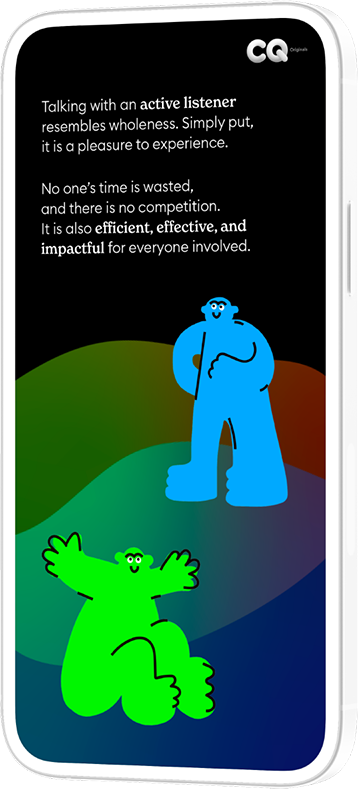 CQ Originals
Talking with an active listener
resembles wholeness. Simply put,
it is a pleasure to experience.
No one’s time is wasted,
and there is no competition.
It is also efficient, effective, and
impactful for everyone involved.